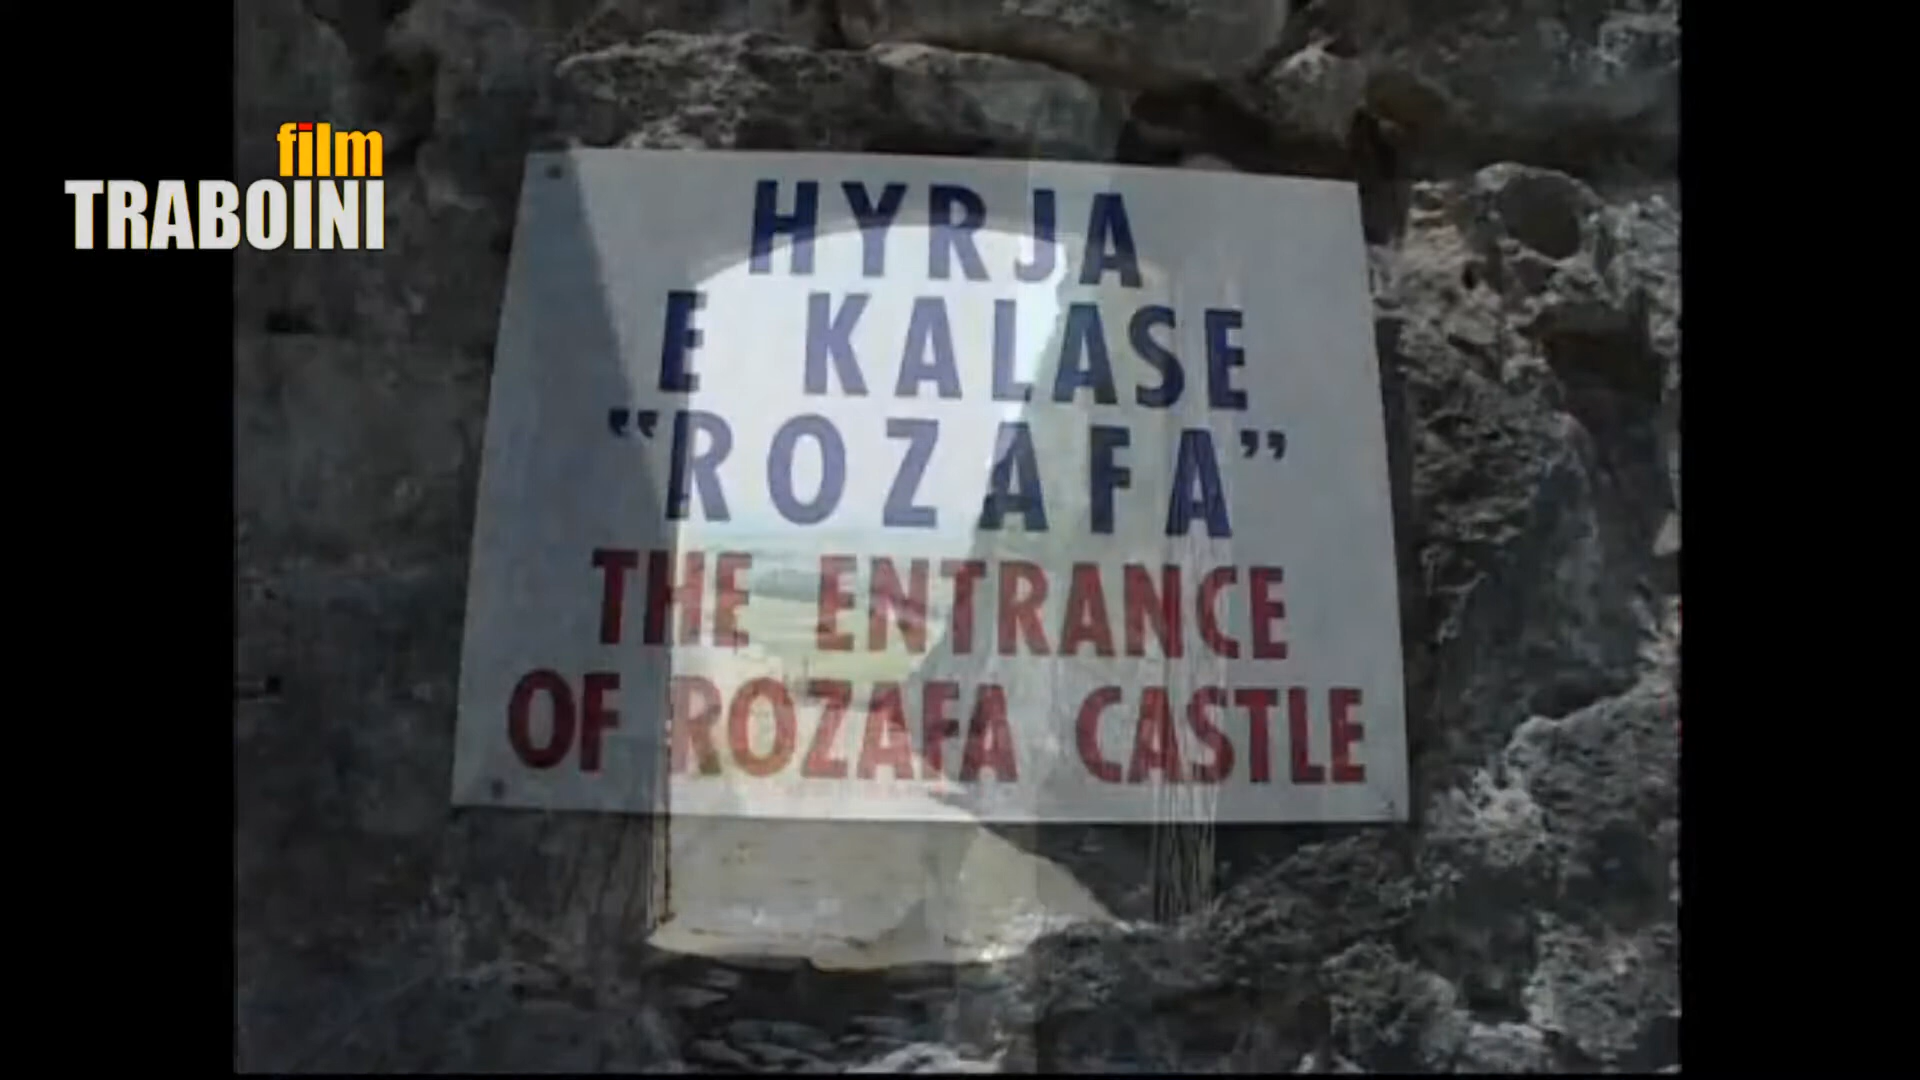 film
TRABOINI
HYRJA
E KALASE
"ROZAFA"
THE ENTRANCE
OF ROZAFA CASTLE